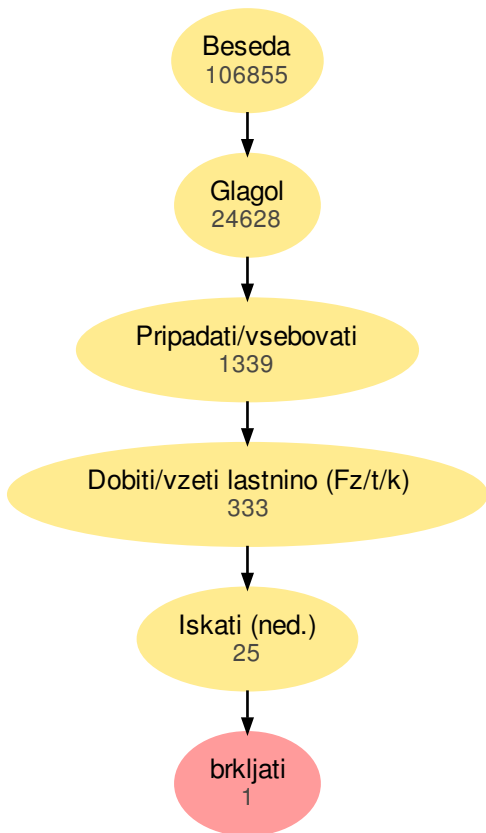 Beseda
106855
Glagol
24628
Pripadati/vsebovati
1339
Dobiti/vzeti lastnino (Fz/t/k)
333
Iskati (ned.)
25
brkljati
1